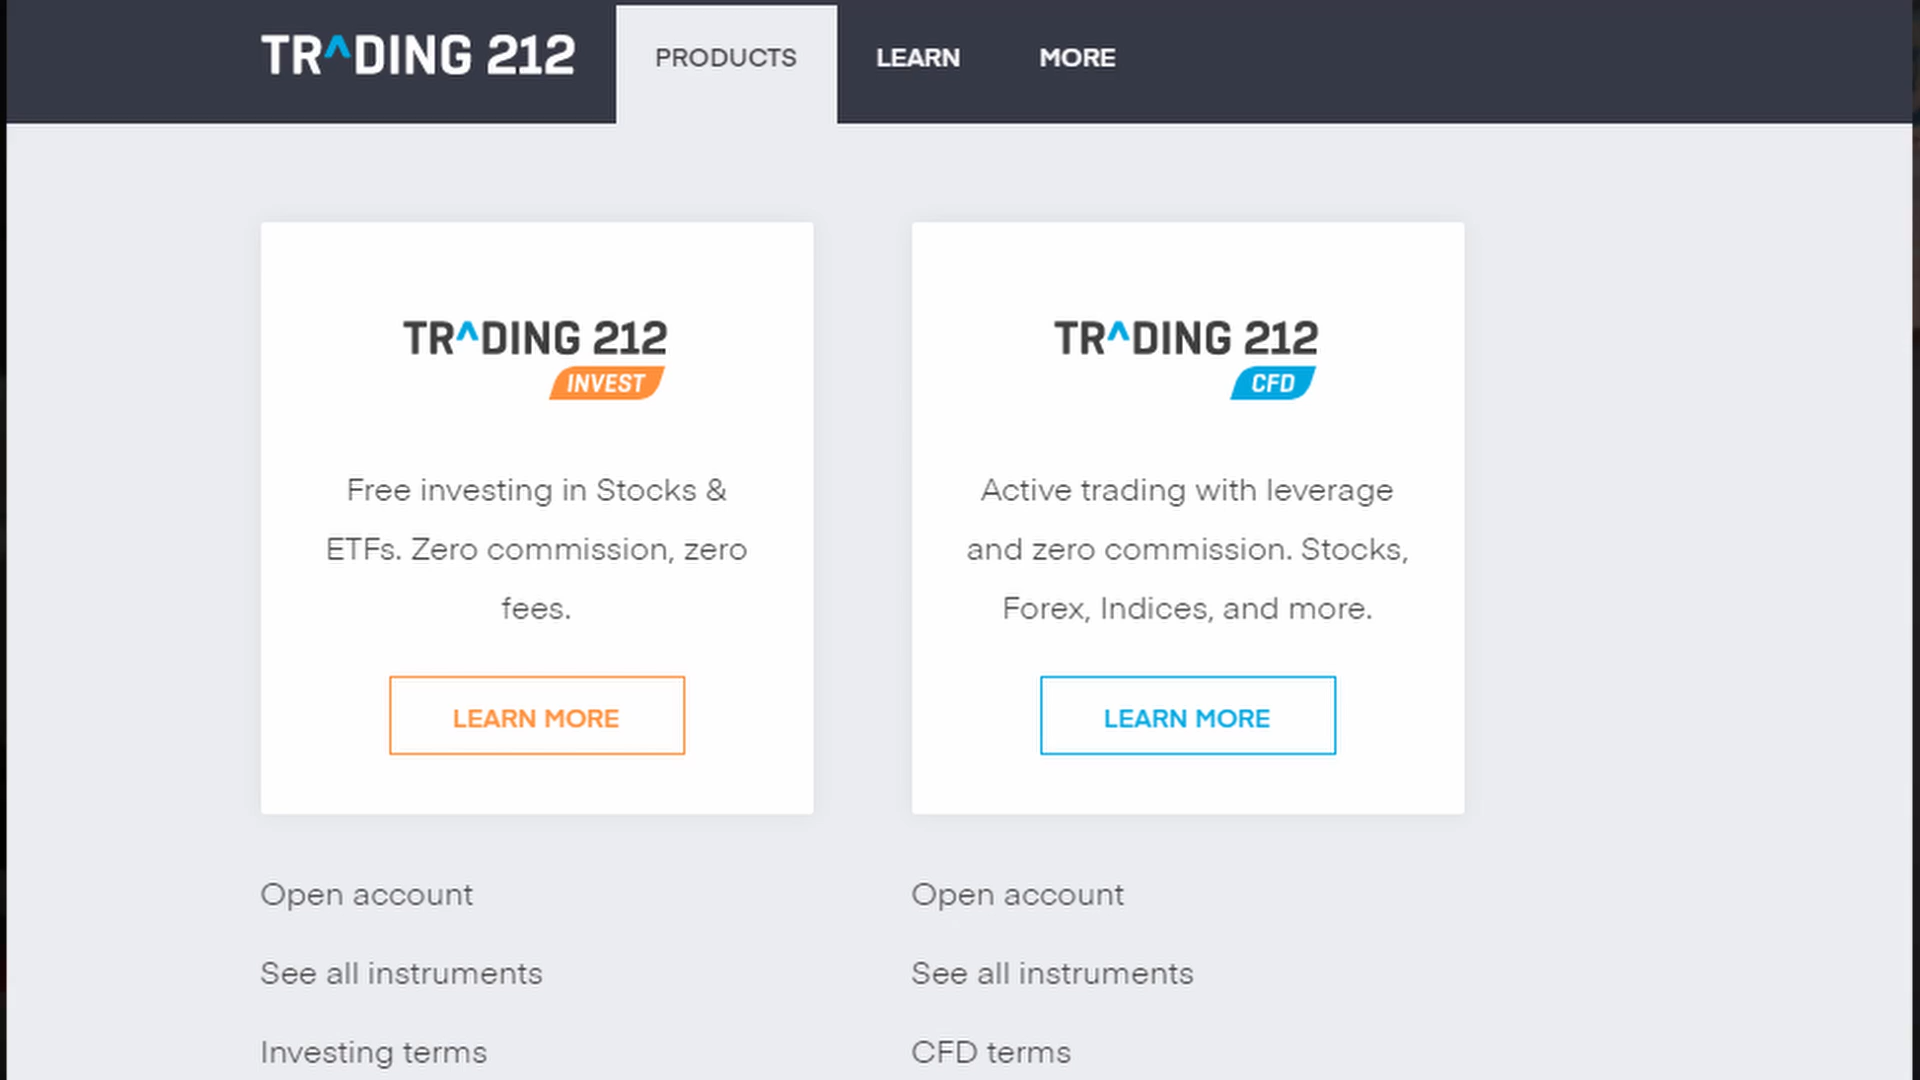 TR^DING 212
PRODUCTS
LEARN
MORE
TR^DING 212
INVEST
Free investing in Stocks &
ETFs. Zero commission, zero
fees.
LEARN MORE
Open account
See all instruments
Investing terms
TR^DING 212
CFD
Active trading with leverage
and zero commission. Stocks,
Forex, Indices, and more.
LEARN MORE
Open account
See all instruments
CFD terms